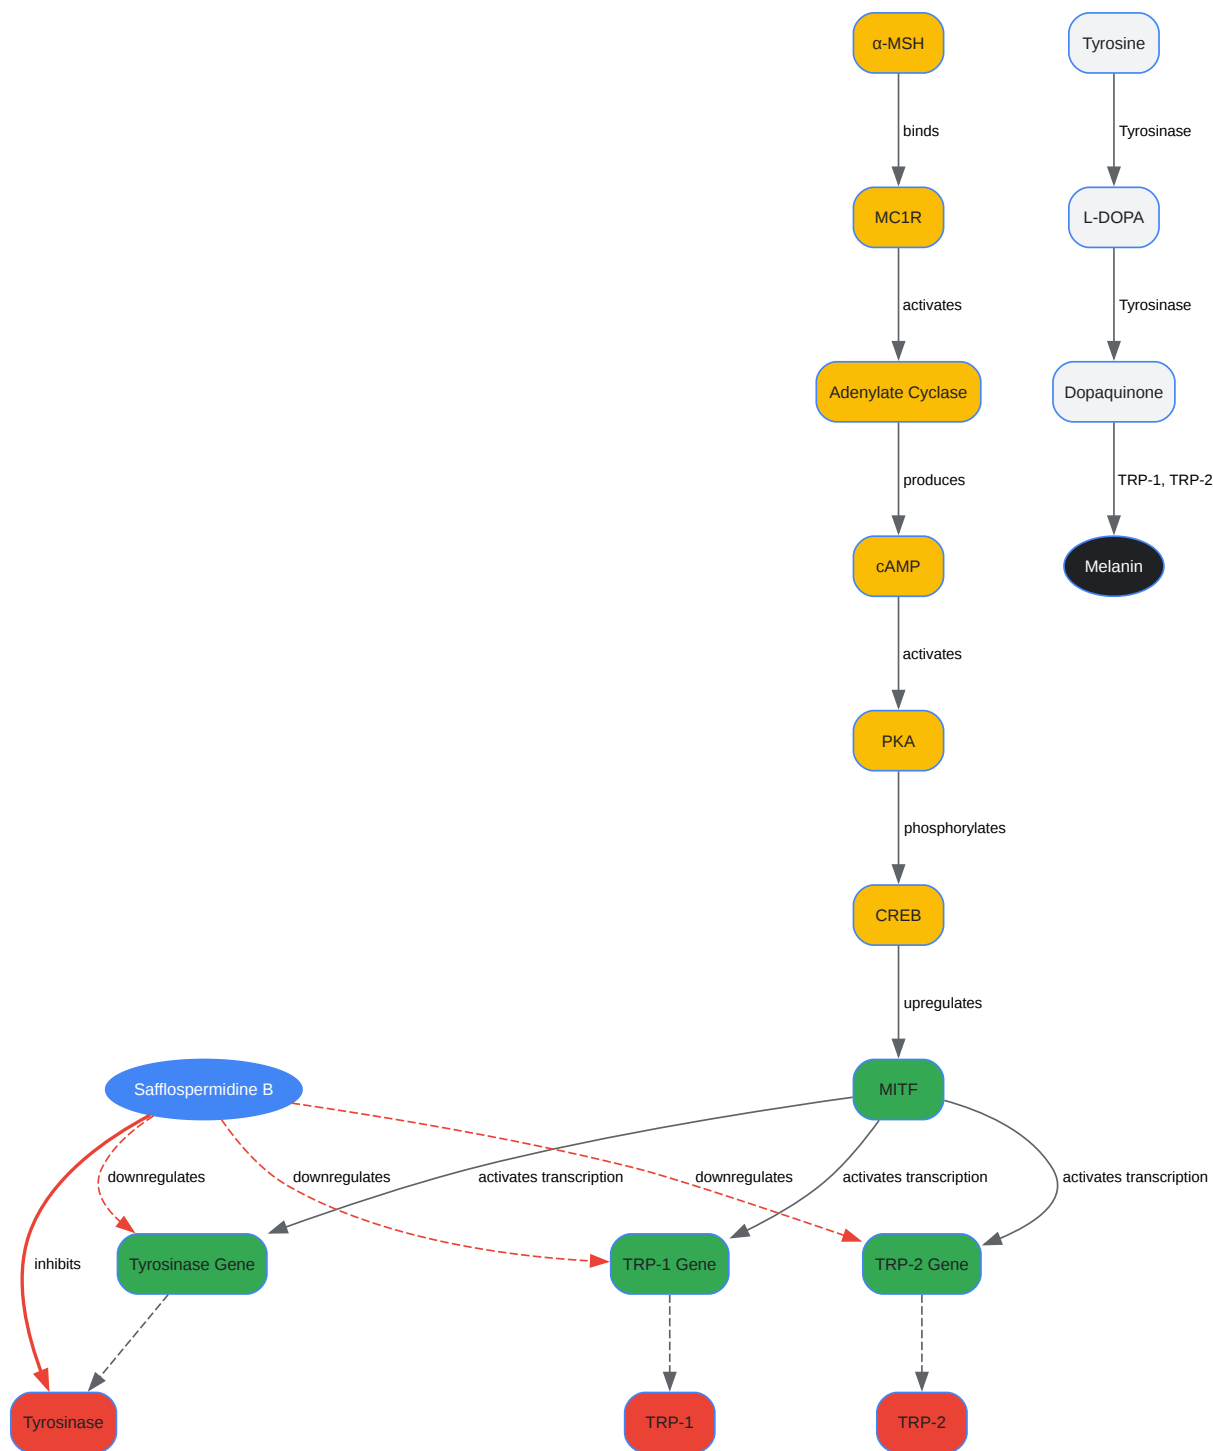 α-MSH
Tyrosine
binds
Tyrosinase
MC1R
L-DOPA
activates
Tyrosinase
Adenylate Cyclase
Dopaquinone
produces
TRP-1, TRP-2
cAMP
Melanin
activates
PKA
phosphorylates
CREB
upregulates
Safflospermidine B
MITF
downregulates
downregulates
activates transcription
downregulates
activates transcription
activates transcription
inhibits
Tyrosinase Gene
TRP-1 Gene
TRP-2 Gene
Tyrosinase
TRP-1
TRP-2